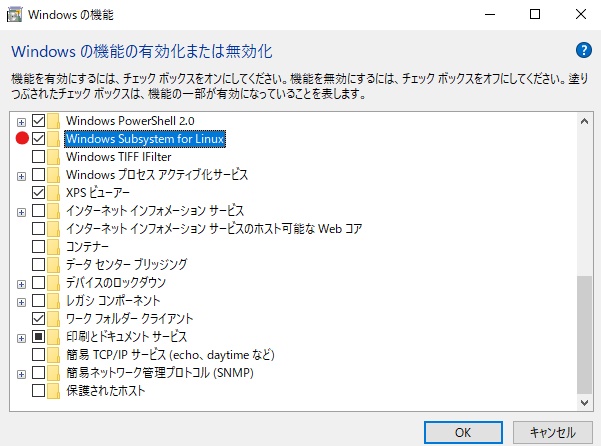 Windows の機能
Windows の機能の有効化または無効化
機能を有効にするには、チェック ボックスをオンにしてください。機能を無効にするには、チェック ボックスをオフにしてください。塗り
つぶされたチェック ボックスは、機能の一部が有効になっていることを表します。
Windows PowerShell 2.0
Windows Subsystem for Linux
Windows TIFF IFilter
Windows プロセス アクティブ化サービス
XPS ビューアー
インターネット インフォメーション サービス
インターネット インフォメーション サービスのホスト可能な Web コア
コンテナー
データ センター ブリッジング
デバイスのロックダウン
レガシ コンポーネント
ワーク フォルダー クライアント
印刷とドキュメント サービス
簡易 TCP/IP サービス (echo、daytime など)
簡易ネットワーク管理プロトコル (SNMP)
保護されたホスト
OK
キャンセル